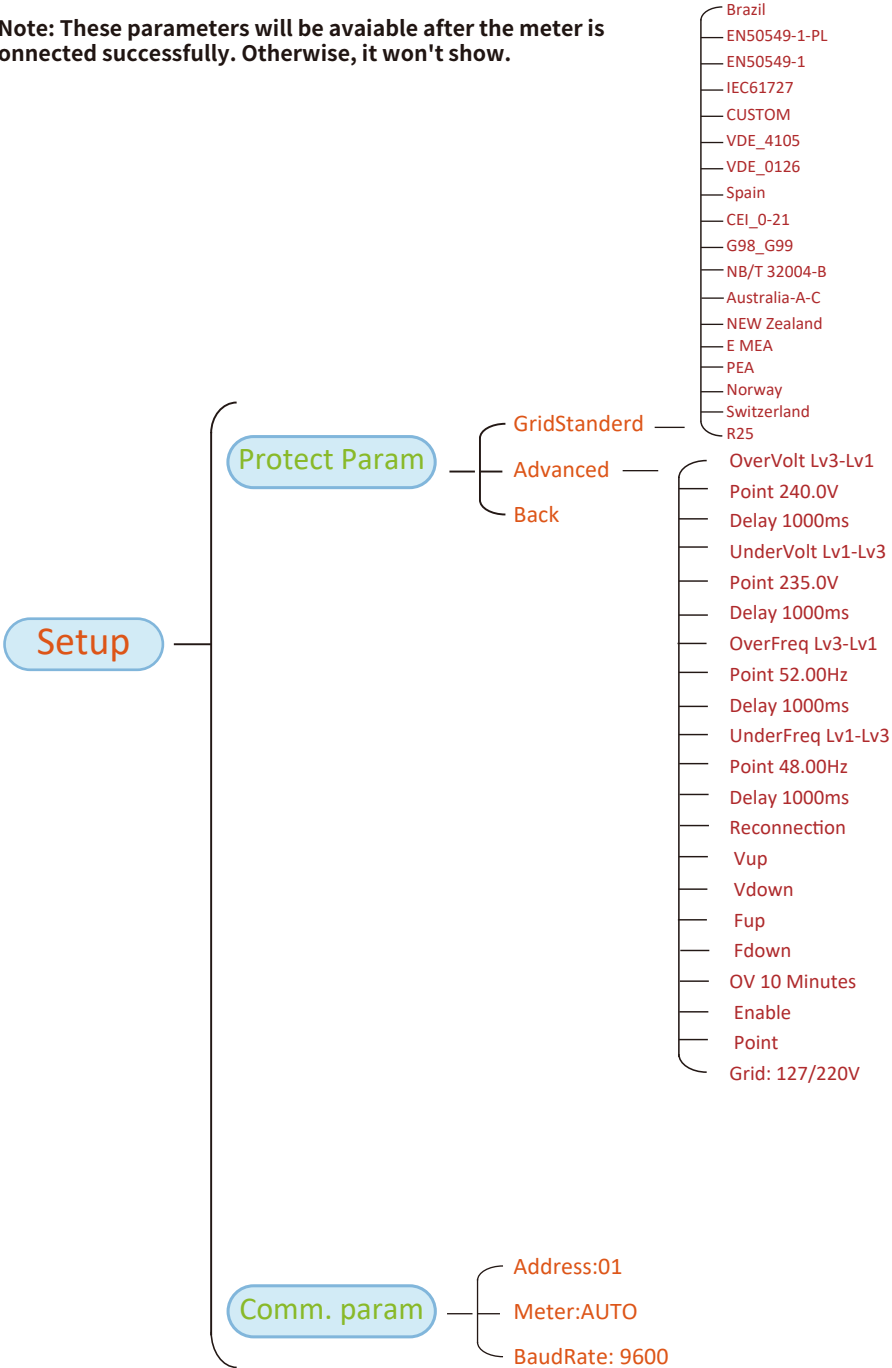 Note: These parameters will be avaiable after the meter is
onnected successfully. Otherwise, it won't show.
Brazil
EN50549-1-PL
EN50549-1
IEC61727
CUSTOM
VDE_4105
VDE_0126
Spain
CEI_0-21
G98_G99
NB/T 32004-B
Australia-A-C
NEW Zealand
E MEA
PEA
Norway
Switzerland
R25
Setup
Protect Param
GridStanderd
Advanced
Back
OverVolt Lv3-Lv1
Point 240.0V
Delay 1000ms
UnderVolt Lv1-Lv3
Point 235.0V
Delay 1000ms
OverFreq Lv3-Lv1
Point 52.00Hz
Delay 1000ms
UnderFreq Lv1-Lv3
Point 48.00Hz
Delay 1000ms
Reconnection
Vup
Vdown
Fup
Fdown
OV 10 Minutes
Enable
Point
Grid: 127/220V
Comm. param
Address:01
Meter:AUTO
BaudRate: 9600